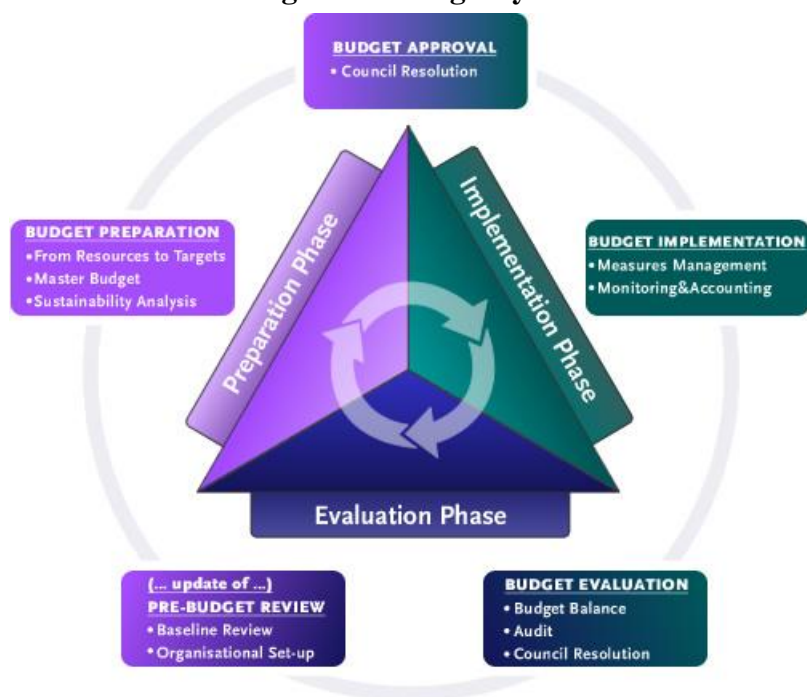 BUDGET APPROVAL
• Council Resolution
Preparation Phase
Implementation Phase
BUDGET PREPARATION
•From Resources to Targets
•Master Budget
•Sustainability Analysis
BUDGET IMPLEMENTATION
•Measures Management
•Monitoring&Accounting
Evaluation Phase
(... update of ...)
PRE-BUDGET REVIEW
•Baseline Review
•Organisational Set-up
BUDGET EVALUATION
•Budget Balance
•Audit
•Council Resolution